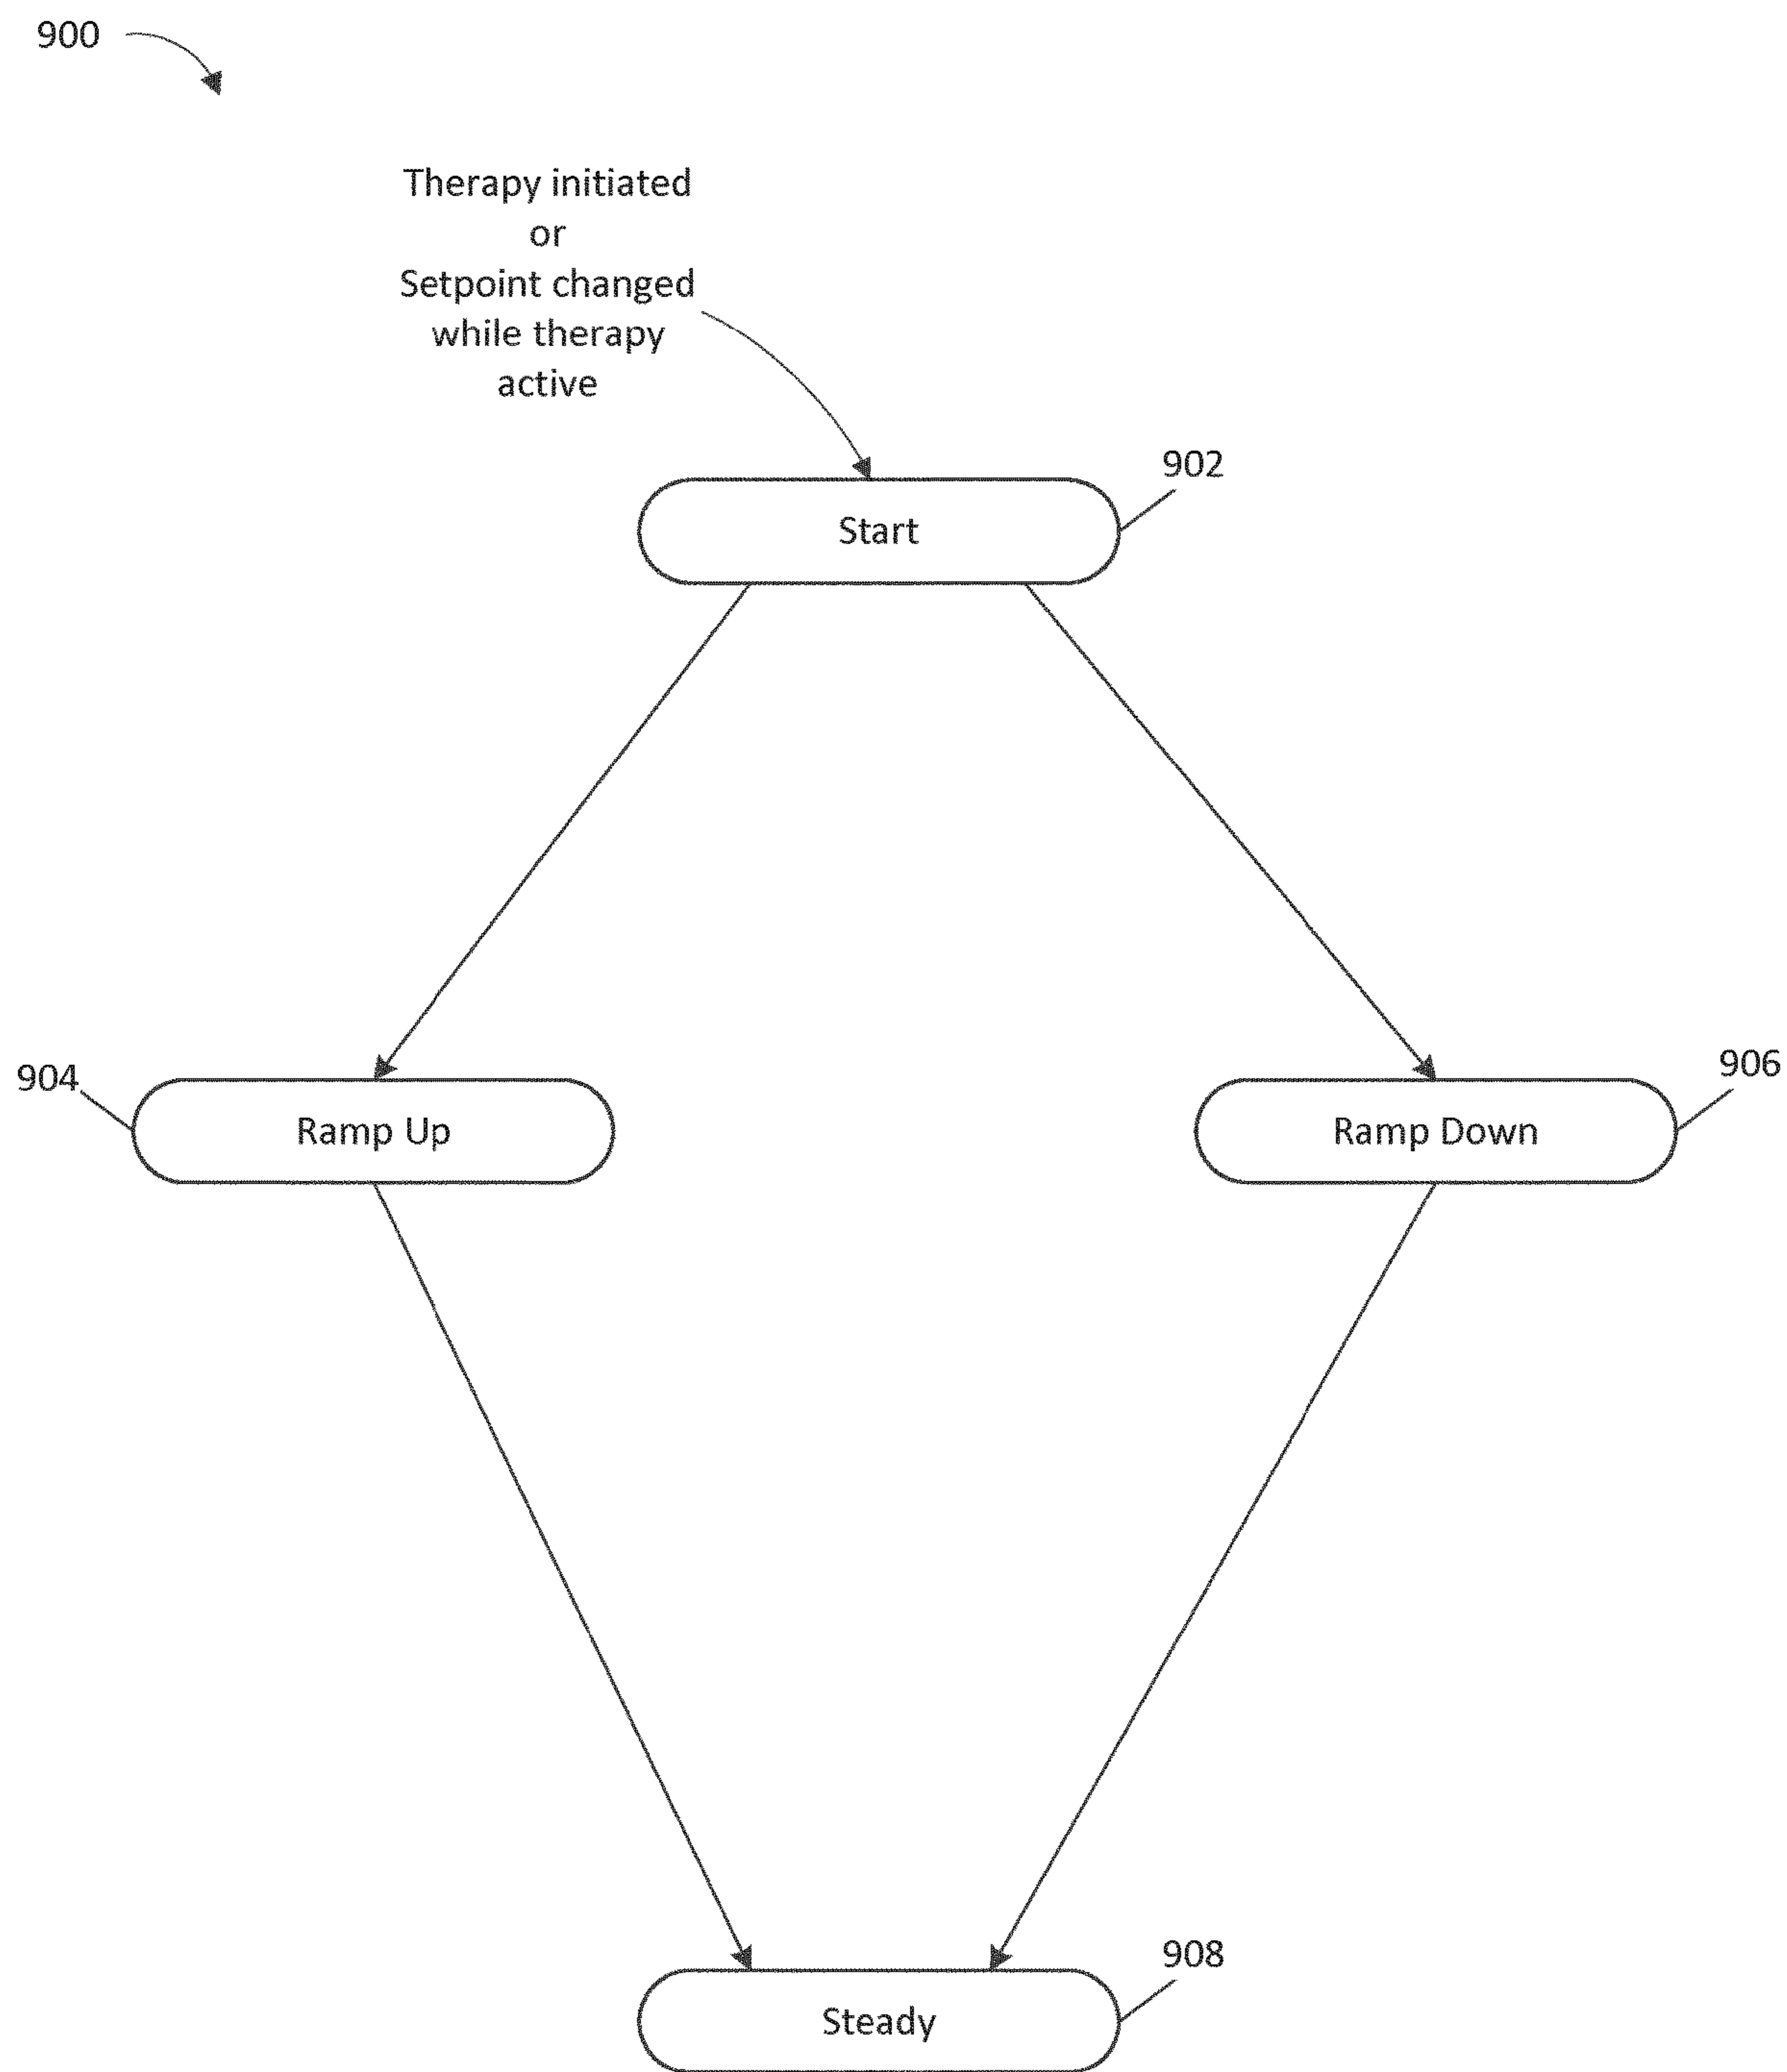 900
Therapy initiated
or
Setpoint changed
while therapy
active
902
Start
904
Ramp Up
906
Ramp Down
908
Steady